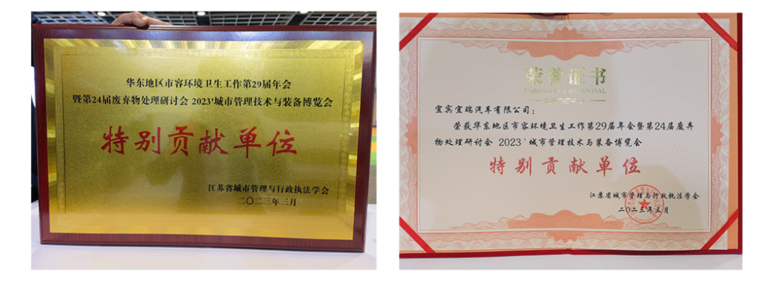 华东地区市容环境卫生工作第29届年会
暨第24届废弃物处理研讨会 2023'城市管理技术与装备博览会
特别贡献单位
江苏省城市管理与行政执法学会
二〇二三年三月
荣誉证书
宜宾宜瑞汽车有限公司：
荣获华东地区市容环境卫生工作第29届年会暨第24届废弃
物处理研讨会 2023'城市管理技术与装备博览会
特别贡献单位
江苏省城市管理与行政执法学会
二〇二三年三月